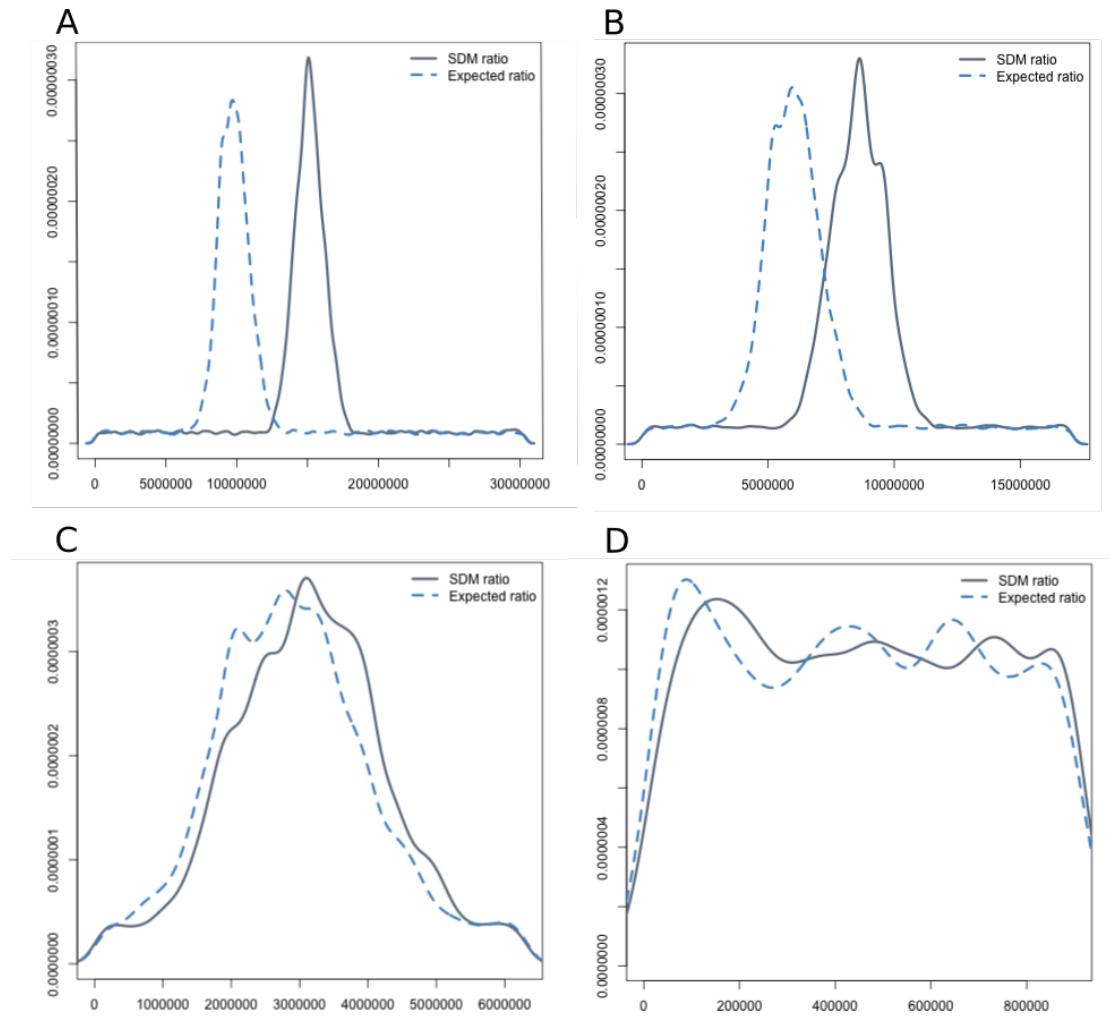 A
SDM ratio
Expected ratio
0.00000030
0.00000020
0.00000010
0.00000000
0 5000000 10000000 20000000 30000000
B
SDM ratio
Expected ratio
0.00000030
0.00000020
0.00000010
0.00000000
0 5000000 10000000 15000000
C
SDM ratio
Expected ratio
0.0000003
0.0000002
0.0000001
0.0000000
0 1000000 2000000 3000000 4000000 5000000 6000000
D
SDM ratio
Expected ratio
0.0000012
0.0000008
0.0000004
0.0000000
0 200000 400000 600000 800000